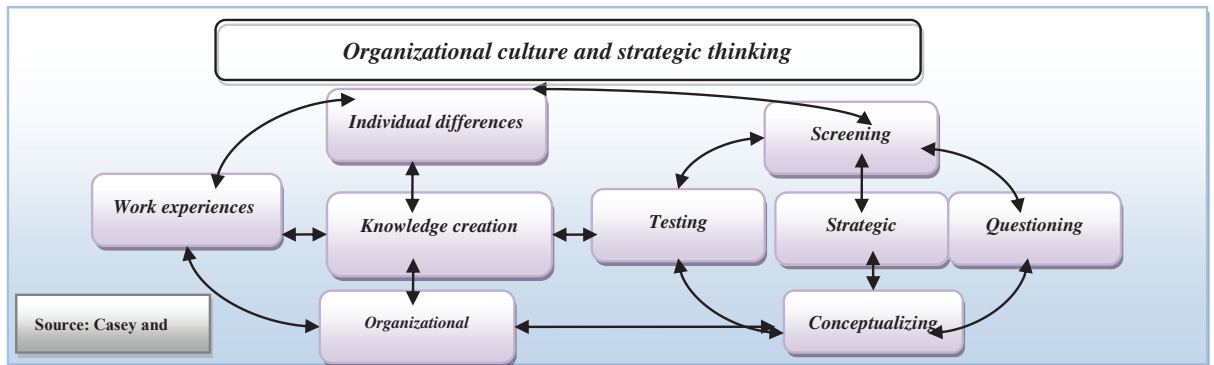 Organizational culture and strategic thinking
Individual differences
Screening
Work experiences
Knowledge creation
Testing
Strategic
Questioning
Source: Casey and
Organizational
Conceptualizing